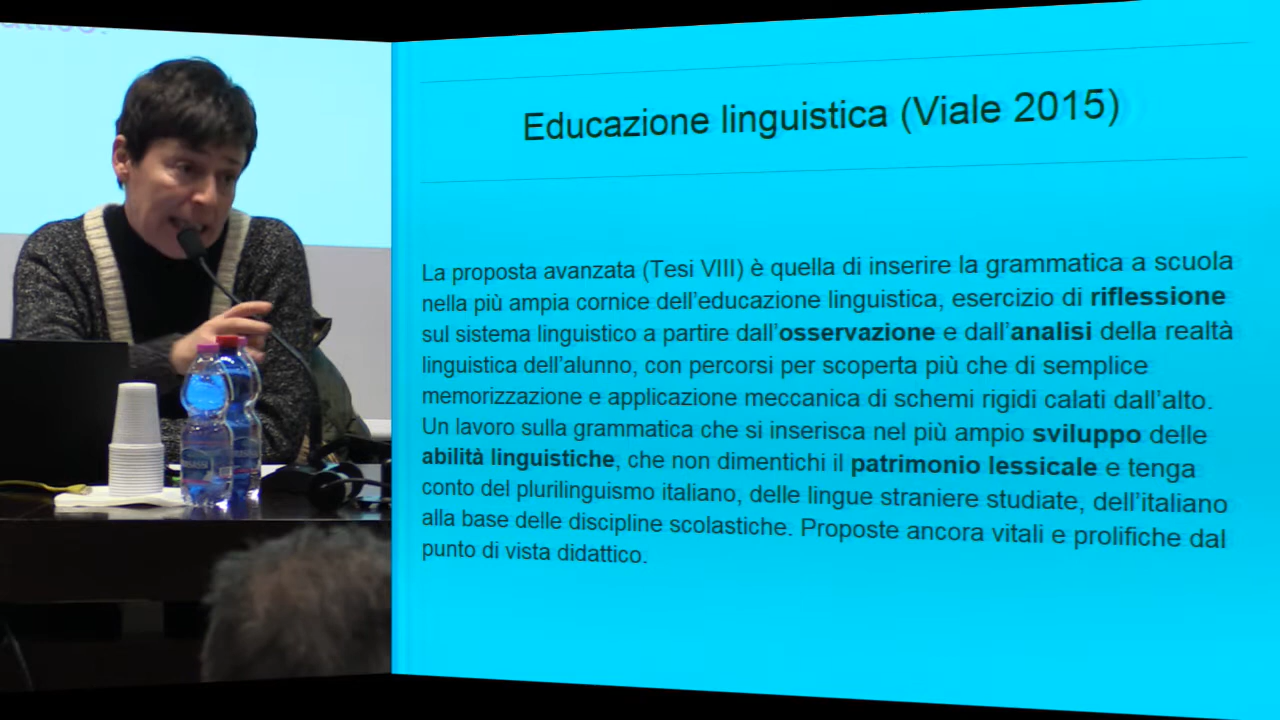 Educazione linguistica (Viale 2015)
La proposta avanzata (Tesi VIII) è quella di inserire la grammatica a scuola
nella più ampia cornice dell'educazione linguistica, esercizio di riflessione
sul sistema linguistico a partire dall'osservazione e dall'analisi della realtà
linguistica dell'alunno, con percorsi per scoperta più che di semplice
memorizzazione e applicazione meccanica di schemi rigidi calati dall'alto.
Un lavoro sulla grammatica che si inserisca nel più ampio sviluppo delle
abilità linguistiche, che non dimentichi il patrimonio lessicale e tenga
conto del plurilinguismo italiano, delle lingue straniere studiate, dell'italiano
alla base delle discipline scolastiche. Proposte ancora vitali e prolifiche dal
punto di vista didattico.